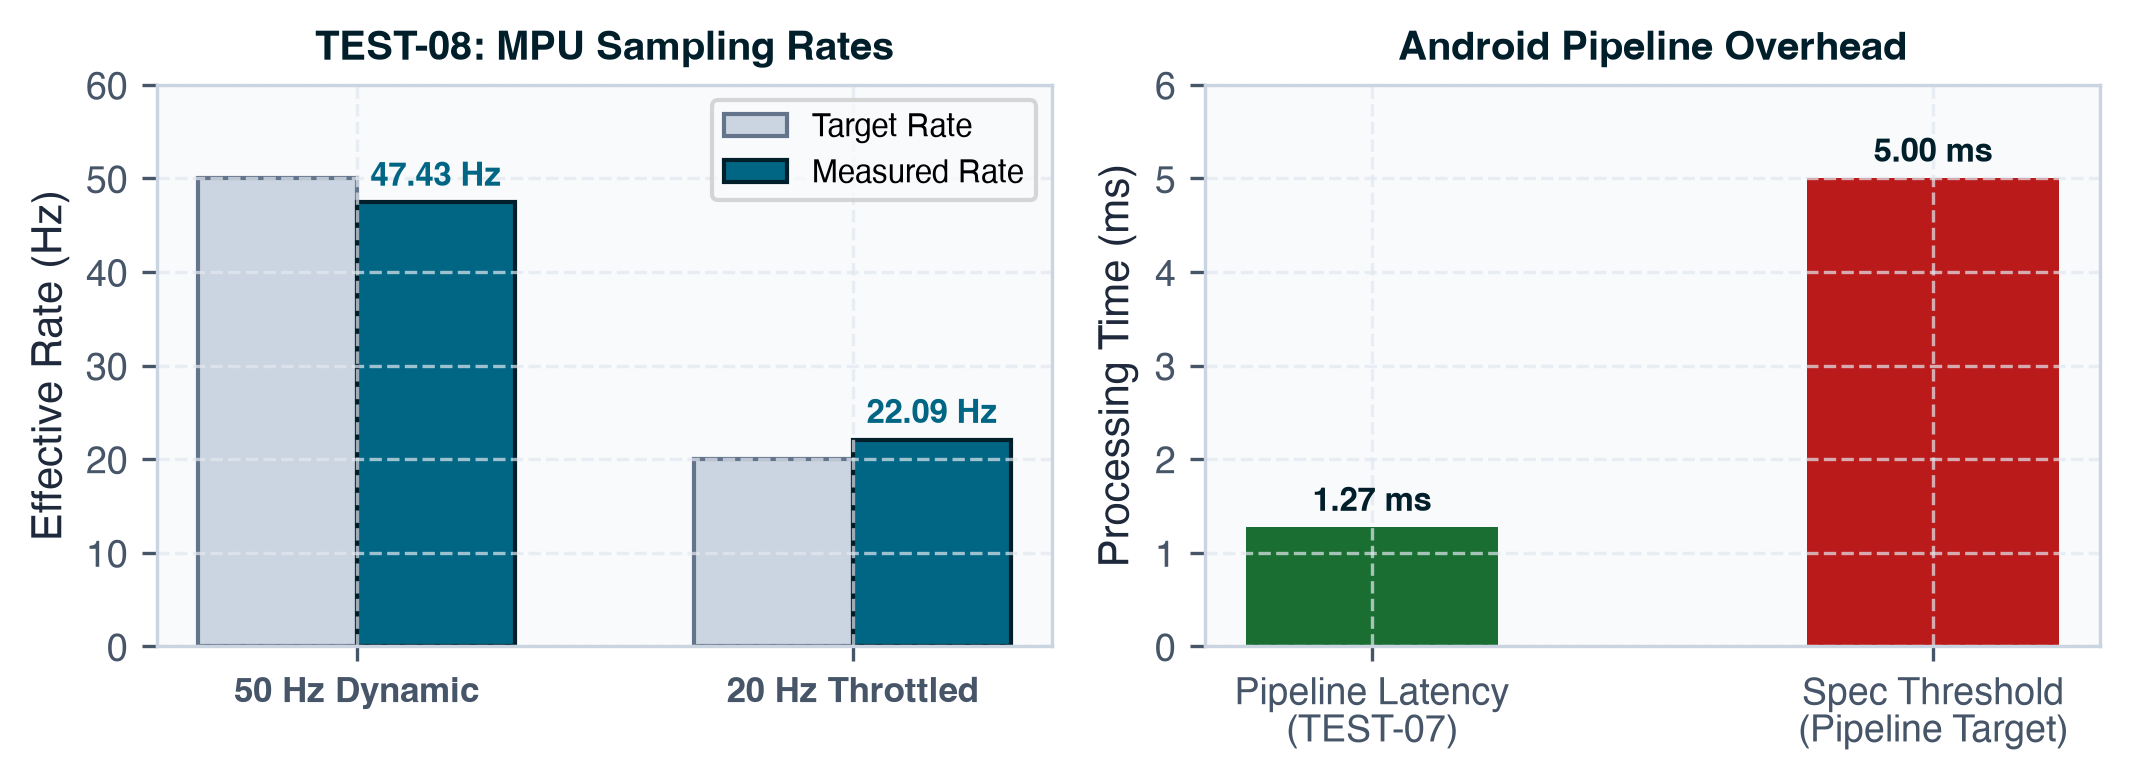 TEST-08: MPU Sampling Rates
Effective Rate (Hz)
60
50
40
30
20
10
0
Target Rate
Measured Rate
47.43 Hz
22.09 Hz
50 Hz Dynamic
20 Hz Throttled
Android Pipeline Overhead
Processing Time (ms)
6
5
4
3
2
1
0
1.27 ms
5.00 ms
Pipeline Latency
(TEST-07)
Spec Threshold
(Pipeline Target)